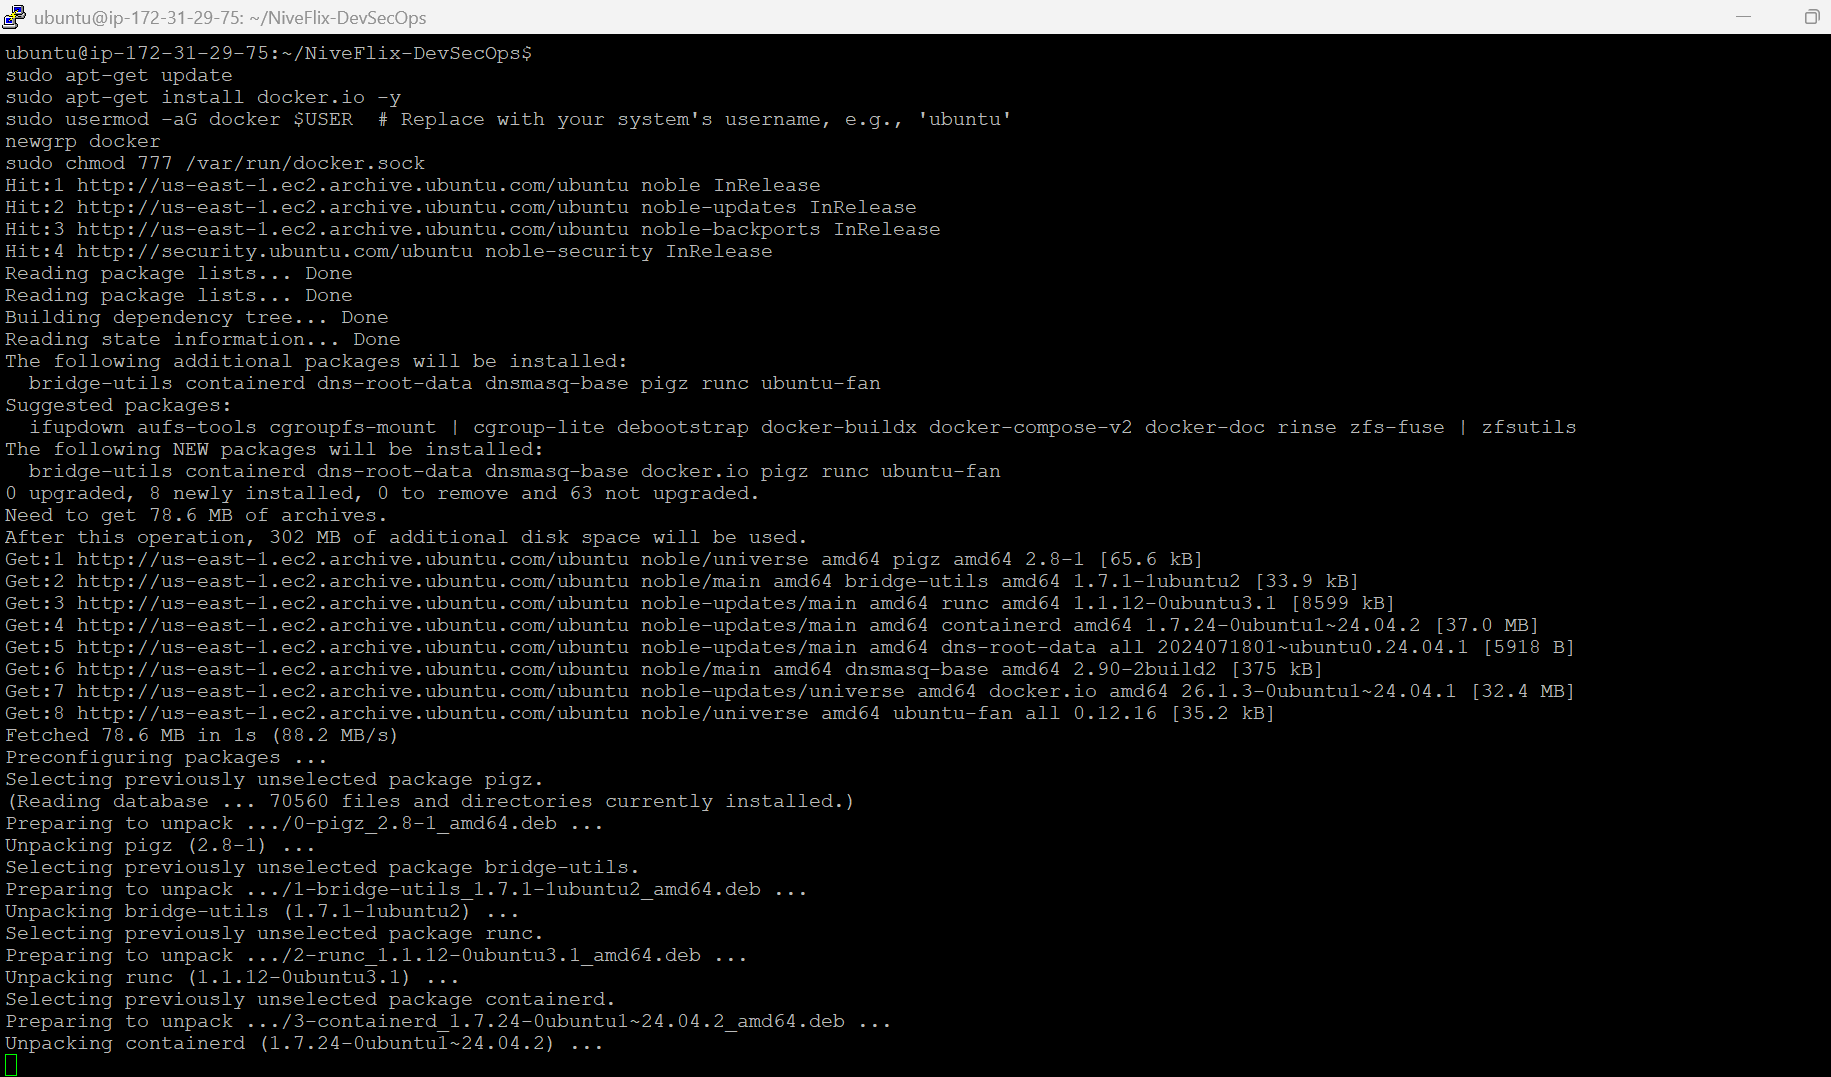 ubuntu@ip-172-31-29-75: ~/NiveFlix-DevSecOps
ubuntu@ip-172-31-29-75:~/NiveFlix-DevSecOps$
sudo apt-get update
sudo apt-get install docker.io -y
sudo usermod -aG docker $USER  # Replace with your system's username, e.g., 'ubuntu'
newgrp docker
sudo chmod 777 /var/run/docker.sock
Hit:1 http://us-east-1.ec2.archive.ubuntu.com/ubuntu noble InRelease
Hit:2 http://us-east-1.ec2.archive.ubuntu.com/ubuntu noble-updates InRelease
Hit:3 http://us-east-1.ec2.archive.ubuntu.com/ubuntu noble-backports InRelease
Hit:4 http://security.ubuntu.com/ubuntu noble-security InRelease
Reading package lists... Done
Reading package lists... Done
Building dependency tree... Done
Reading state information... Done
The following additional packages will be installed:
  bridge-utils containerd dns-root-data dnsmasq-base pigz runc ubuntu-fan
Suggested packages:
  ifupdown aufs-tools cgroupfs-mount | cgroup-lite debootstrap docker-buildx docker-compose-v2 docker-doc rinse zfs-fuse | zfsutils
The following NEW packages will be installed:
  bridge-utils containerd dns-root-data dnsmasq-base docker.io pigz runc ubuntu-fan
0 upgraded, 8 newly installed, 0 to remove and 63 not upgraded.
Need to get 78.6 MB of archives.
After this operation, 302 MB of additional disk space will be used.
Get:1 http://us-east-1.ec2.archive.ubuntu.com/ubuntu noble/universe amd64 pigz amd64 2.8-1 [65.6 kB]
Get:2 http://us-east-1.ec2.archive.ubuntu.com/ubuntu noble/main amd64 bridge-utils amd64 1.7.1-1ubuntu2 [33.9 kB]
Get:3 http://us-east-1.ec2.archive.ubuntu.com/ubuntu noble-updates/main amd64 runc amd64 1.1.12-0ubuntu3.1 [8599 kB]
Get:4 http://us-east-1.ec2.archive.ubuntu.com/ubuntu noble-updates/main amd64 containerd amd64 1.7.24-0ubuntu1~24.04.2 [37.0 MB]
Get:5 http://us-east-1.ec2.archive.ubuntu.com/ubuntu noble-updates/main amd64 dns-root-data all 2024071801~ubuntu0.24.04.1 [5918 B]
Get:6 http://us-east-1.ec2.archive.ubuntu.com/ubuntu noble/main amd64 dnsmasq-base amd64 2.90-2build2 [375 kB]
Get:7 http://us-east-1.ec2.archive.ubuntu.com/ubuntu noble-updates/universe amd64 docker.io amd64 26.1.3-0ubuntu1~24.04.1 [32.4 MB]
Get:8 http://us-east-1.ec2.archive.ubuntu.com/ubuntu noble/universe amd64 ubuntu-fan all 0.12.16 [35.2 kB]
Fetched 78.6 MB in 1s (88.2 MB/s)
Preconfiguring packages ...
Selecting previously unselected package pigz.
(Reading database ... 70560 files and directories currently installed.)
Preparing to unpack .../0-pigz_2.8-1_amd64.deb ...
Unpacking pigz (2.8-1) ...
Selecting previously unselected package bridge-utils.
Preparing to unpack .../1-bridge-utils_1.7.1-1ubuntu2_amd64.deb ...
Unpacking bridge-utils (1.7.1-1ubuntu2) ...
Selecting previously unselected package runc.
Preparing to unpack .../2-runc_1.1.12-0ubuntu3.1_amd64.deb ...
Unpacking runc (1.1.12-0ubuntu3.1) ...
Selecting previously unselected package containerd.
Preparing to unpack .../3-containerd_1.7.24-0ubuntu1~24.04.2_amd64.deb ...
Unpacking containerd (1.7.24-0ubuntu1~24.04.2) ...